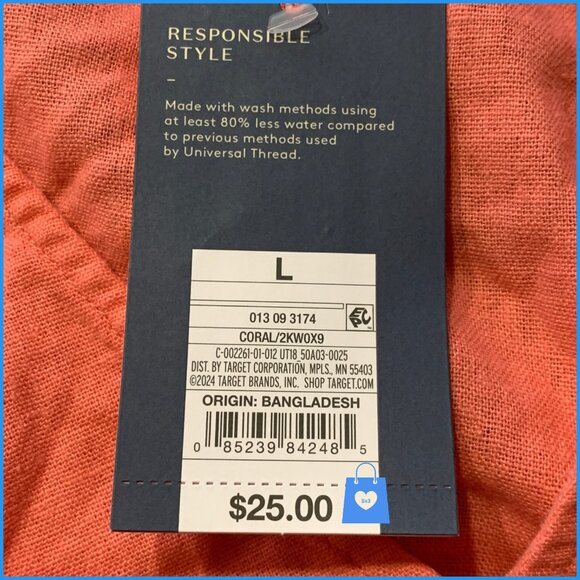 RESPONSIBLE
STYLE
–
Made with wash methods using
at least 80% less water compared
to previous methods used
by Universal Thread.
L
013 09 3174
EPC
CORAL/2KW0X9
C-002261-01-012 UT18_50A03-0025
DIST. BY TARGET CORPORATION, MPLS., MN 55403
©2024 TARGET BRANDS, INC. SHOP TARGET.COM
ORIGIN: BANGLADESH
0 85239 84248 5
$25.00